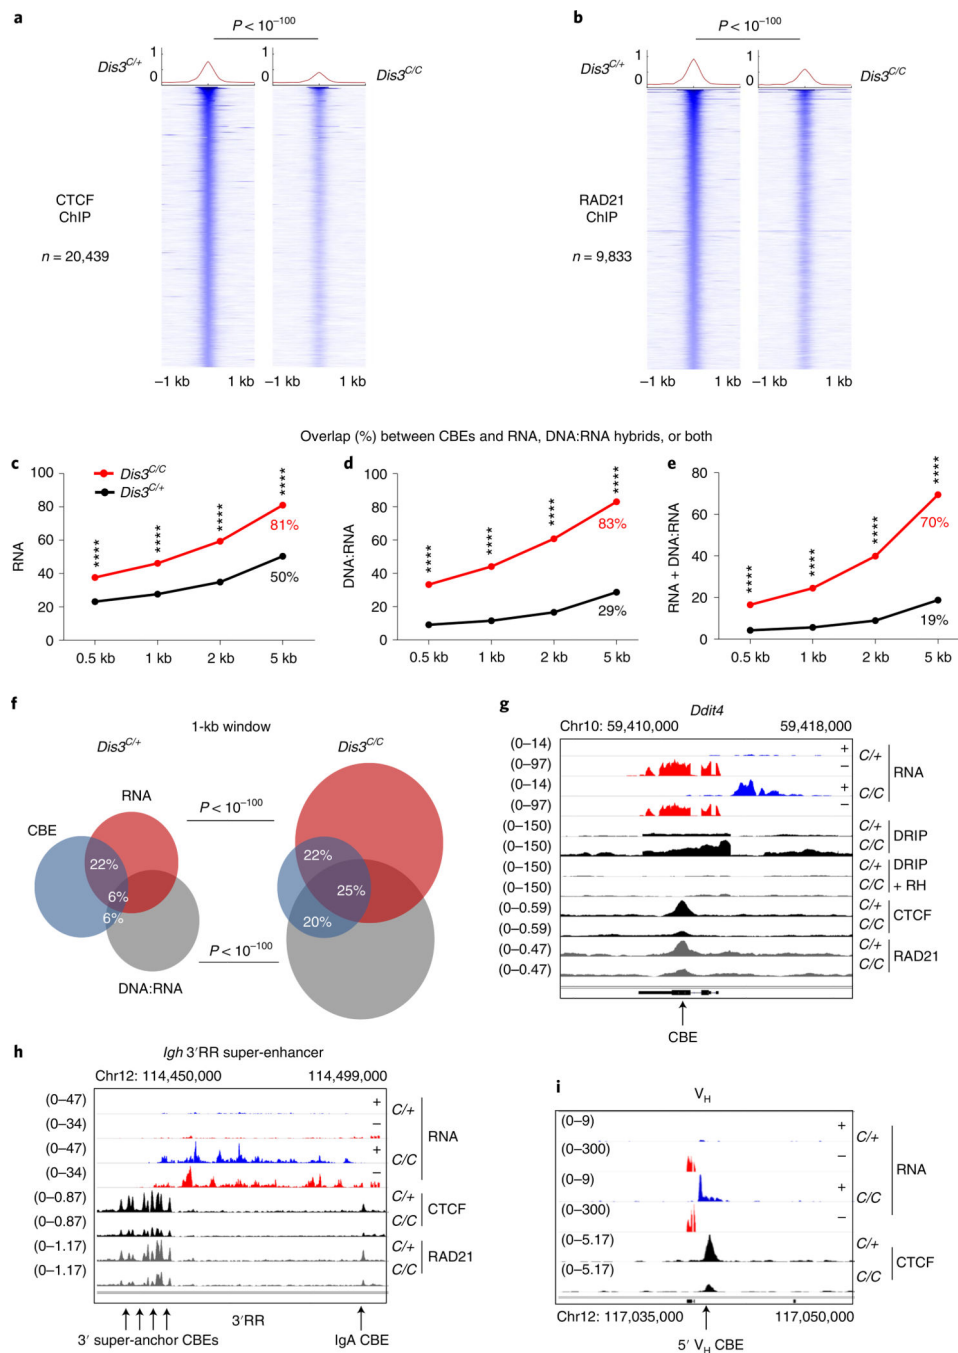 a
P < 10⁻¹⁰⁰
Dis3^C/+
1
0
1
0
Dis3^C/C
CTCF
ChIP
n = 20,439
−1 kb 1 kb −1 kb 1 kb
b
P < 10⁻¹⁰⁰
Dis3^C/+
1
0
1
0
Dis3^C/C
RAD21
ChIP
n = 9,833
−1 kb 1 kb −1 kb 1 kb
Overlap (%) between CBEs and RNA, DNA:RNA hybrids, or both
c
RNA
100
80
60
40
20
0
Dis3^C/C
Dis3^C/+
****
****
****
****
81%
50%
0.5 kb 1 kb 2 kb 5 kb
d
DNA:RNA
100
80
60
40
20
0
****
****
****
****
83%
29%
0.5 kb 1 kb 2 kb 5 kb
e
RNA + DNA:RNA
80
60
40
20
0
****
****
****
****
70%
19%
0.5 kb 1 kb 2 kb 5 kb
f
1-kb window
Dis3^C/+ Dis3^C/C
RNA
P < 10⁻¹⁰⁰
CBE
22%
6%
6%
22%
25%
20%
P < 10⁻¹⁰⁰
DNA:RNA
g
Ddit4
Chr10: 59,410,000 59,418,000
(0–14) + C/+
(0–97) −
RNA
(0–14) + C/C
(0–97) −
(0–150) C/+
DRIP
(0–150) C/C
(0–150) C/+ DRIP
(0–150) C/C + RH
(0–0.59) C/+
CTCF
(0–0.59) C/C
(0–0.47) C/+
RAD21
(0–0.47) C/C
CBE
h
Igh 3′RR super-enhancer
Chr12: 114,450,000 114,499,000
(0–47) + C/+
(0–34) −
RNA
(0–47) + C/C
(0–34) −
(0–0.87) C/+
CTCF
(0–0.87) C/C
(0–1.17) C/+
RAD21
(0–1.17) C/C
3′RR
3′ super-anchor CBEs IgA CBE
i
V_H
(0–9) + C/+
(0–300) −
RNA
(0–9) + C/C
(0–300) −
(0–5.17) C/+
CTCF
(0–5.17) C/C
Chr12: 117,035,000 117,050,000
5′ V_H CBE